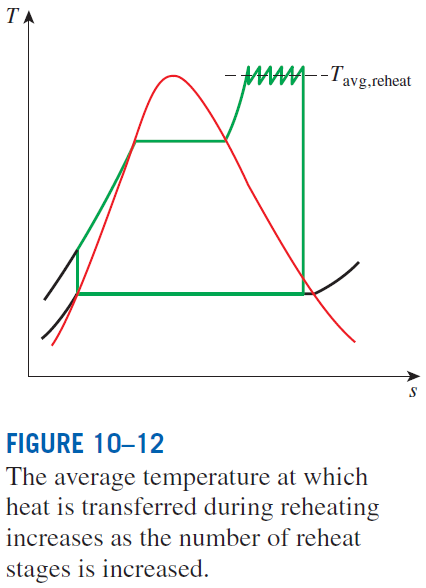 T
T avg,reheat
s
FIGURE 10–12
The average temperature at which
heat is transferred during reheating
increases as the number of reheat
stages is increased.